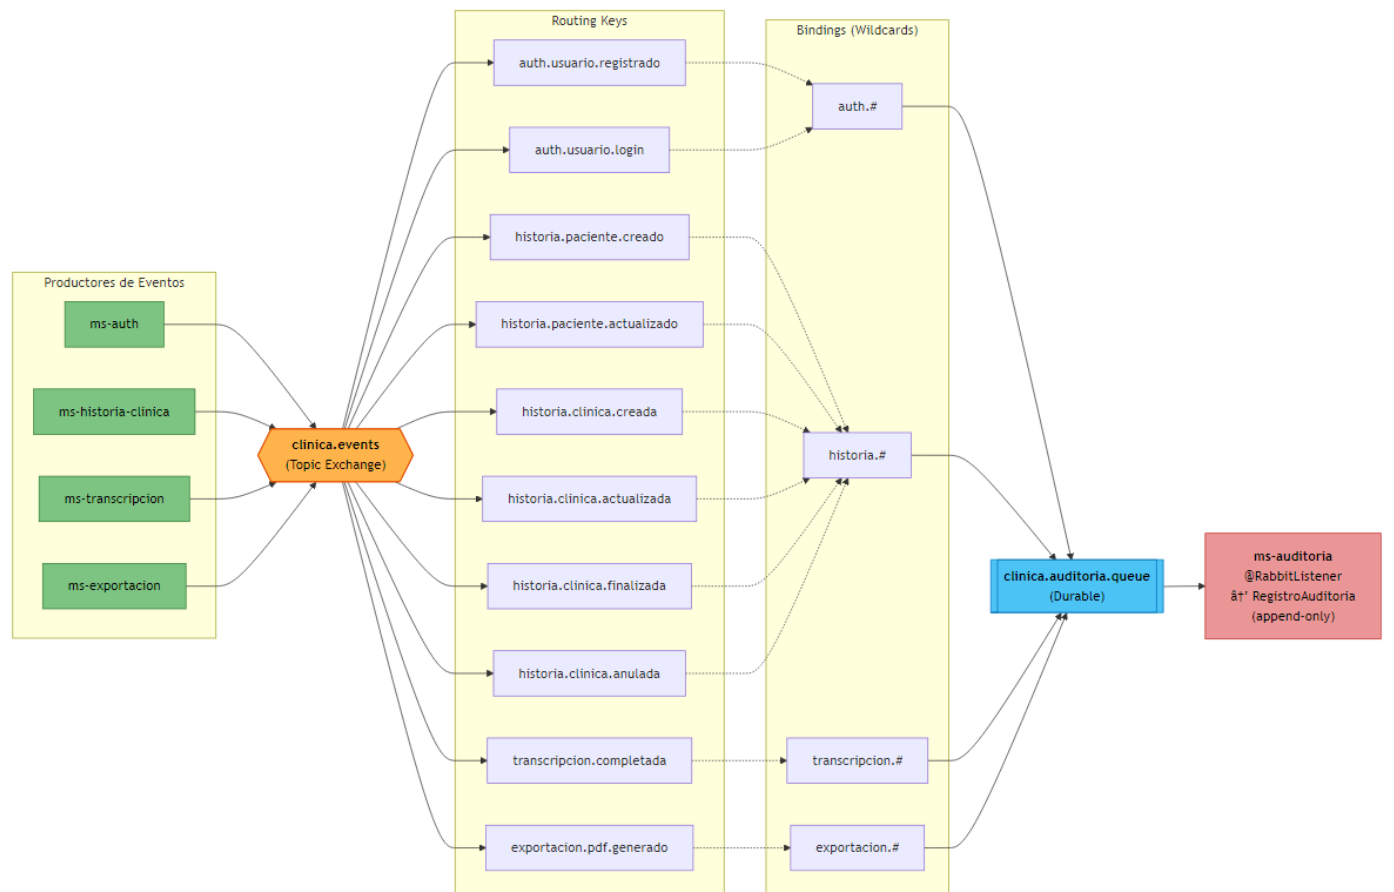 Productores de Eventos
ms-auth
ms-historia-clinica
ms-transcripcion
ms-exportacion
clinica.events
(Topic Exchange)
Routing Keys
auth.usuario.registrado
auth.usuario.login
historia.paciente.creado
historia.paciente.actualizado
historia.clinica.creada
historia.clinica.actualizada
historia.clinica.finalizada
historia.clinica.anulada
transcripcion.completada
exportacion.pdf.generado
Bindings (Wildcards)
auth.#
historia.#
transcripcion.#
exportacion.#
clinica.auditoria.queue
(Durable)
ms-auditoria
@RabbitListener
â†’ RegistroAuditoria
(append-only)